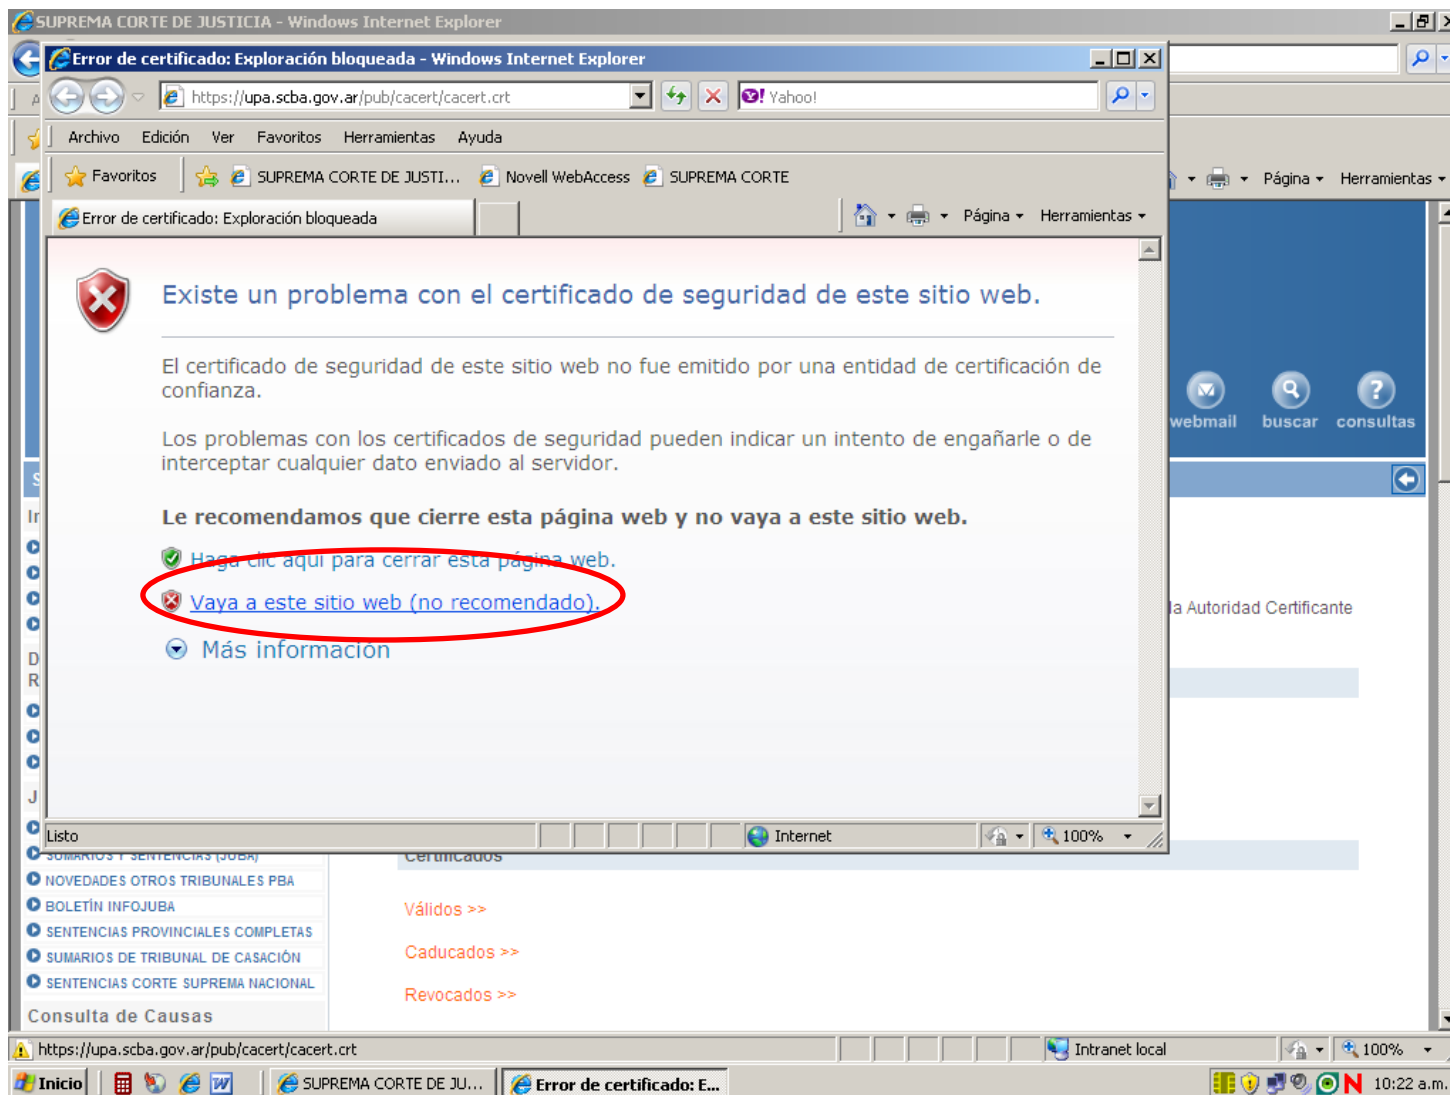 SUPREMA CORTE DE JUSTICIA - Windows Internet Explorer
Error de certificado: Exploración bloqueada - Windows Internet Explorer
https://upa.scba.gov.ar/pub/cacert/cacert.crt
Yahoo!
Archivo Edición Ver Favoritos Herramientas Ayuda
Favoritos SUPREMA CORTE DE JUSTI... Novell WebAccess SUPREMA CORTE
Página Herramientas
Error de certificado: Exploración bloqueada
Página Herramientas
Existe un problema con el certificado de seguridad de este sitio web.
El certificado de seguridad de este sitio web no fue emitido por una entidad de certificación de
confianza.
webmail buscar consultas
Los problemas con los certificados de seguridad pueden indicar un intento de engañarle o de
interceptar cualquier dato enviado al servidor.
Le recomendamos que cierre esta página web y no vaya a este sitio web.
Haga clic aquí para cerrar esta página web.
Vaya a este sitio web (no recomendado).
la Autoridad Certificante
Más información
Listo
Internet
100%
SUMARIOS Y SENTENCIAS (JUBA)
NOVEDADES OTROS TRIBUNALES PBA
BOLETÍN INFOJUBA
SENTENCIAS PROVINCIALES COMPLETAS
SUMARIOS DE TRIBUNAL DE CASACIÓN
SENTENCIAS CORTE SUPREMA NACIONAL
Consulta de Causas
Certificados
Válidos >>
Caducados >>
Revocados >>
https://upa.scba.gov.ar/pub/cacert/cacert.crt
Intranet local
100%
Inicio
SUPREMA CORTE DE JU...
Error de certificado: E...
10:22 a.m.